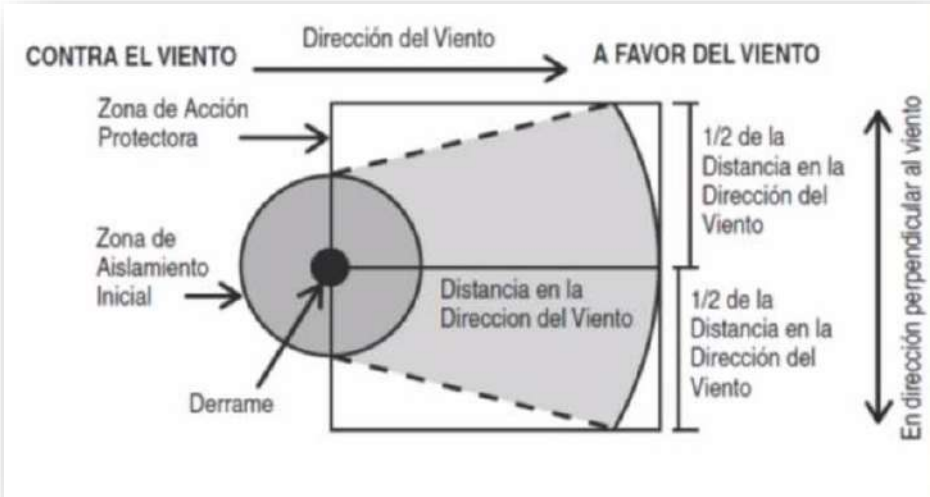 Dirección del Viento
CONTRA EL VIENTO
A FAVOR DEL VIENTO
Zona de Acción
Protectora
Zona de
Aislamiento
Inicial
Derrame
Distancia en la
Direccion del Viento
1/2 de la
Distancia en la
Dirección del
Viento
1/2 de la
Distancia en la
Dirección del
Viento
En dirección perpendicular al viento